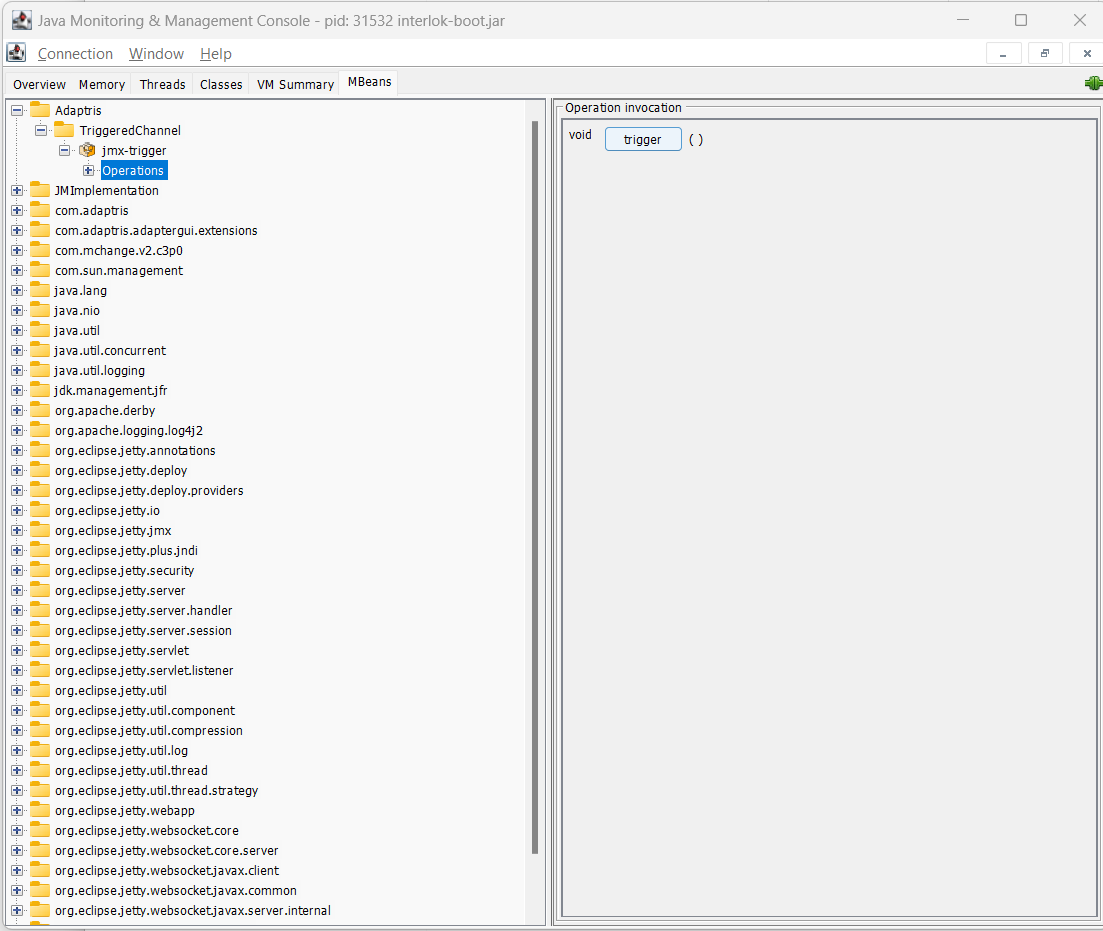 Java Monitoring & Management Console - pid: 31532 interlok-boot.jar
Connection Window Help
Overview Memory Threads Classes VM Summary MBeans
Adaptris
TriggeredChannel
jmx-trigger
Operations
JMImplementation
com.adaptris
com.adaptris.adaptergui.extensions
com.mchange.v2.c3p0
com.sun.management
java.lang
java.nio
java.util
java.util.concurrent
java.util.logging
jdk.management.jfr
org.apache.derby
org.apache.logging.log4j2
org.eclipse.jetty.annotations
org.eclipse.jetty.deploy
org.eclipse.jetty.deploy.providers
org.eclipse.jetty.io
org.eclipse.jetty.jmx
org.eclipse.jetty.plus.jndi
org.eclipse.jetty.security
org.eclipse.jetty.server
org.eclipse.jetty.server.handler
org.eclipse.jetty.server.session
org.eclipse.jetty.servlet
org.eclipse.jetty.servlet.listener
org.eclipse.jetty.util
org.eclipse.jetty.util.component
org.eclipse.jetty.util.compression
org.eclipse.jetty.util.log
org.eclipse.jetty.util.thread
org.eclipse.jetty.util.thread.strategy
org.eclipse.jetty.webapp
org.eclipse.jetty.websocket.core
org.eclipse.jetty.websocket.core.server
org.eclipse.jetty.websocket.javax.client
org.eclipse.jetty.websocket.javax.common
org.eclipse.jetty.websocket.javax.server.internal
Operation invocation
void trigger ( )